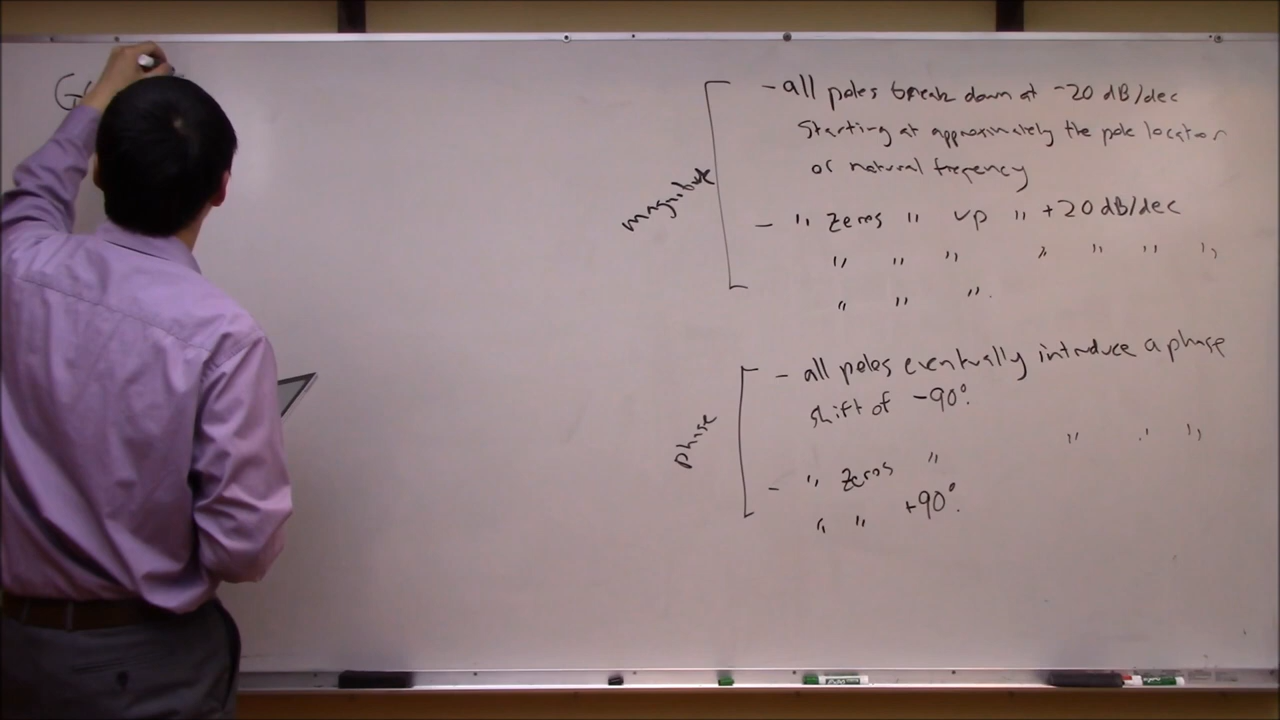 G
magnitude
- all poles break down at -20 dB/dec
starting at approximately the pole location
or natural freqency
- " zeros " up " +20 dB/dec
" " " " " " "
" " ".
phase
- all poles eventually introduce a phase
shift of -90°.
- " zeros " " " "
" " +90°.